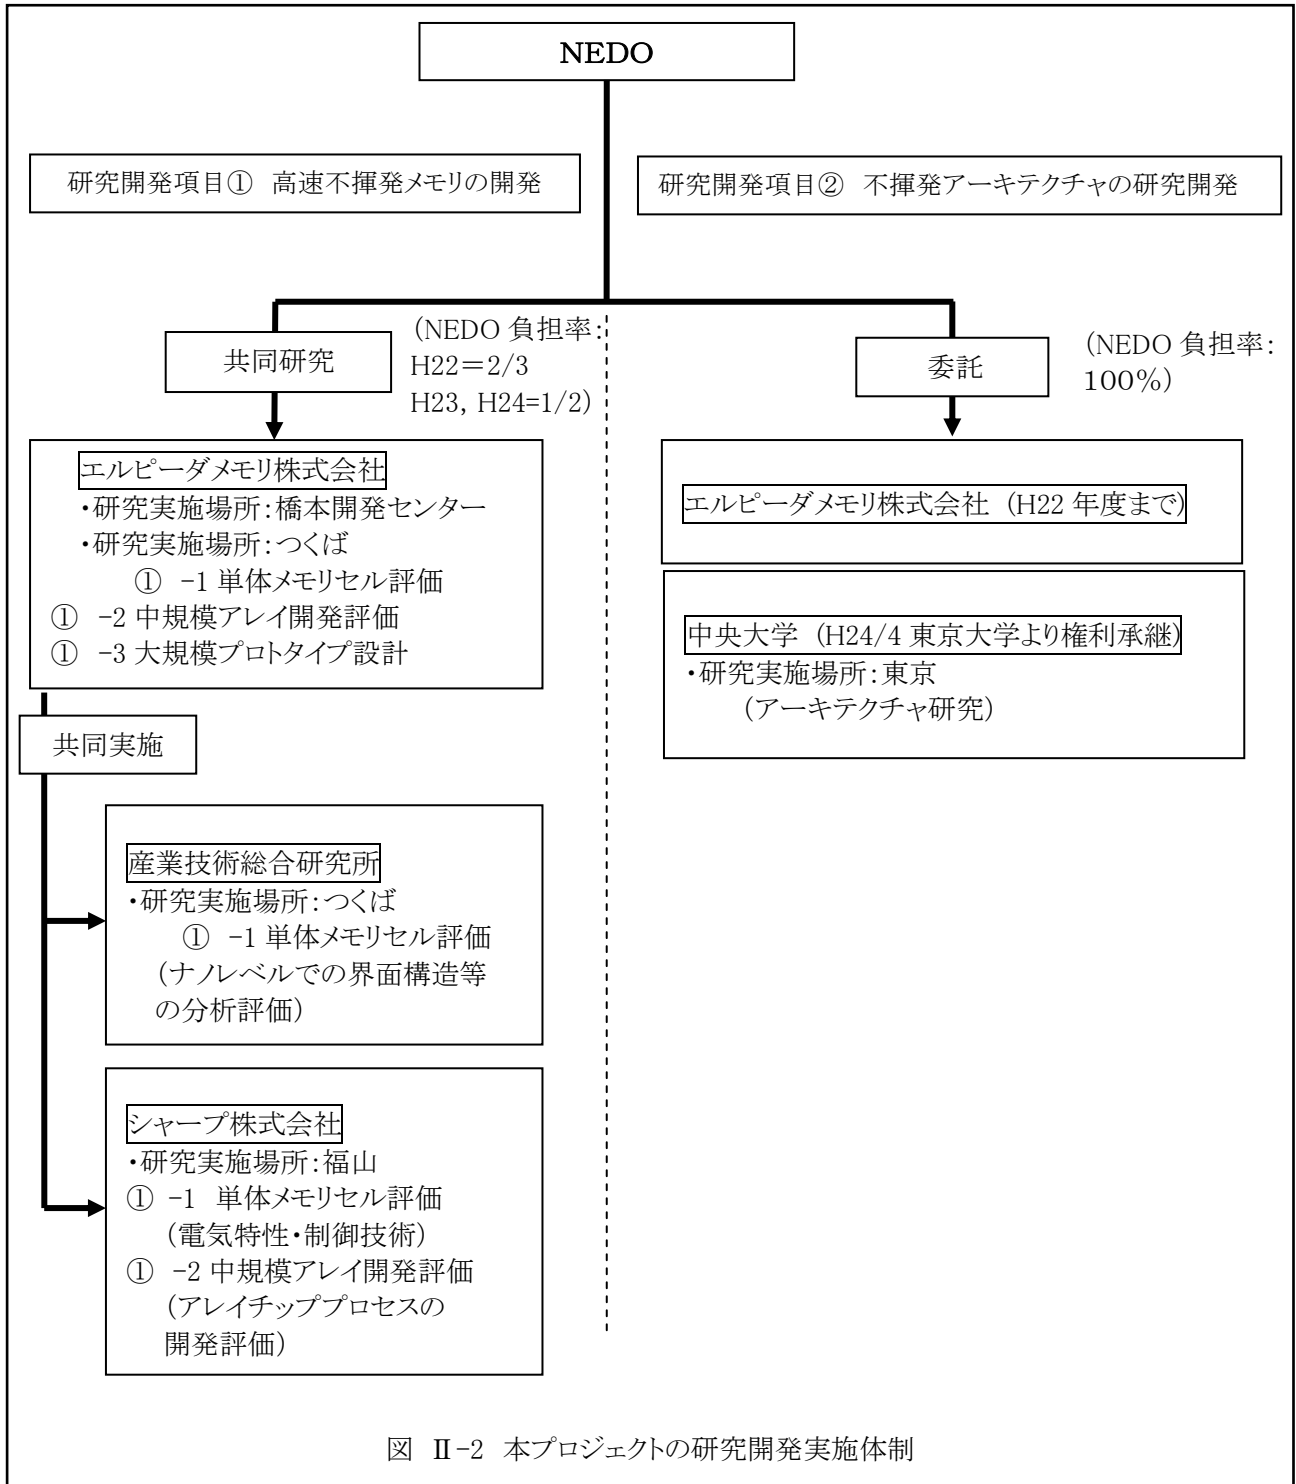 NEDO
研究開発項目① 高速不揮発メモリの開発
研究開発項目② 不揮発アーキテクチャの研究開発
共同研究
(NEDO 負担率:
H22=2/3
H23, H24=1/2)
エルピーダメモリ株式会社
・研究実施場所:橋本開発センター
・研究実施場所:つくば
① -1 単体メモリセル評価
① -2 中規模アレイ開発評価
① -3 大規模プロトタイプ設計
共同実施
産業技術総合研究所
・研究実施場所:つくば
① -1 単体メモリセル評価
(ナノレベルでの界面構造等
の分析評価)
シャープ株式会社
・研究実施場所:福山
① -1 単体メモリセル評価
(電気特性・制御技術)
① -2 中規模アレイ開発評価
(アレイチッププロセスの
開発評価)
委託
(NEDO 負担率:
100%)
エルピーダメモリ株式会社 (H22 年度まで)
中央大学 (H24/4 東京大学より権利承継)
・研究実施場所:東京
(アーキテクチャ研究)
図 Ⅱ-2 本プロジェクトの研究開発実施体制